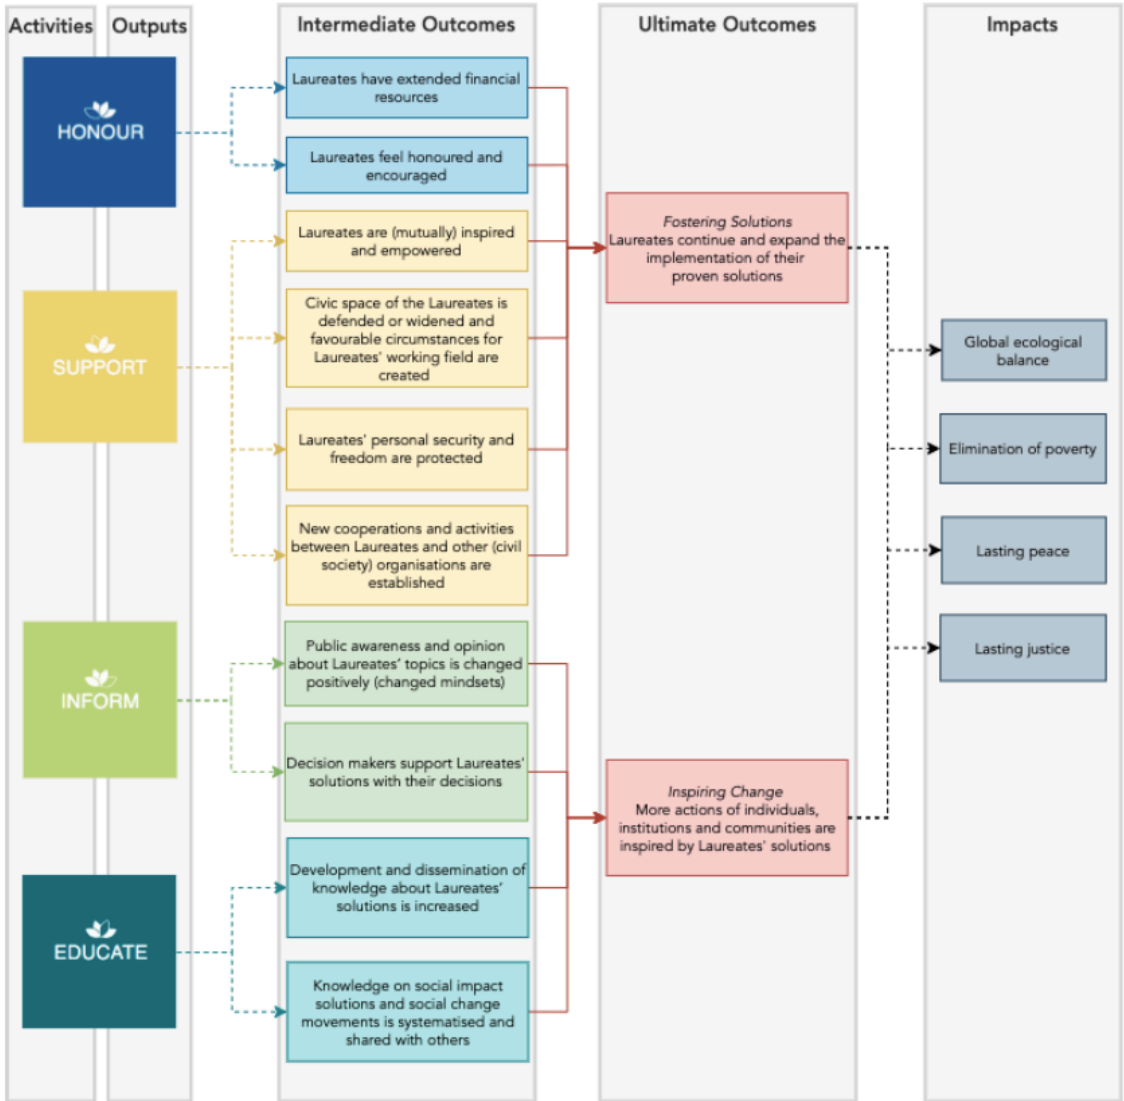 Activities
Outputs
Intermediate Outcomes
Ultimate Outcomes
Impacts
HONOUR
Laureates have extended financial
resources
Laureates feel honoured and
encouraged
SUPPORT
Laureates are (mutually) inspired
and empowered
Civic space of the Laureates is
defended or widened and
favourable circumstances for
Laureates' working field are
created
Laureates' personal security and
freedom are protected
New cooperations and activities
between Laureates and other (civil
society) organisations are
established
INFORM
Public awareness and opinion
about Laureates' topics is changed
positively (changed mindsets)
Decision makers support Laureates'
solutions with their decisions
EDUCATE
Development and dissemination of
knowledge about Laureates'
solutions is increased
Knowledge on social impact
solutions and social change
movements is systematised and
shared with others
Fostering Solutions
Laureates continue and expand the
implementation of their
proven solutions
Inspiring Change
More actions of individuals,
institutions and communities are
inspired by Laureates' solutions
Global ecological
balance
Elimination of poverty
Lasting peace
Lasting justice